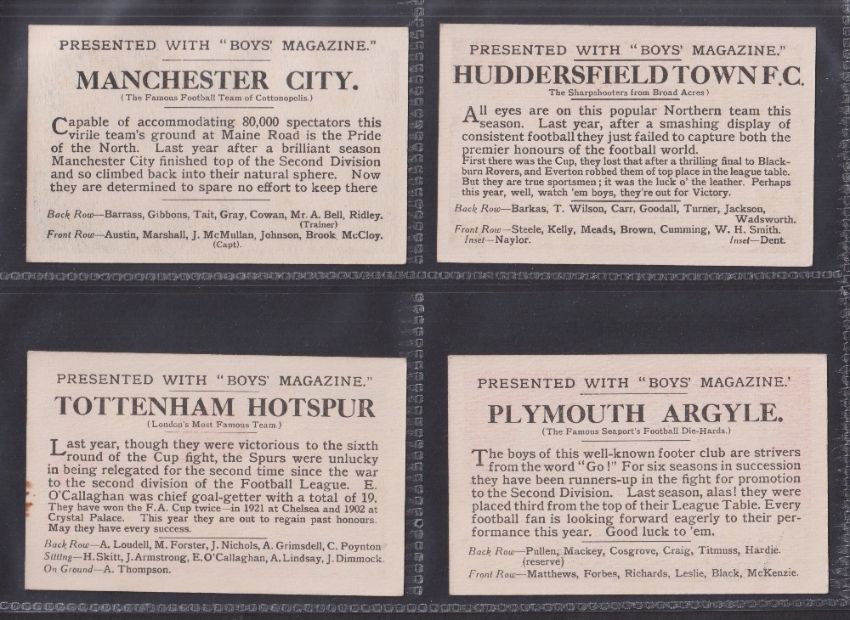 PRESENTED WITH "BOYS' MAGAZINE."
MANCHESTER CITY.
(The Famous Football Team of Cottonopolis.)
Capable of accommodating 80,000 spectators this
virile team's ground at Maine Road is the Pride
of the North. Last year after a brilliant season
Manchester City finished top of the Second Division
and so climbed back into their natural sphere. Now
they are determined to spare no effort to keep there
Back Row—Barrass, Gibbons, Tait, Gray, Cowan, Mr. A. Bell, Ridley.
(Trainer)
Front Row—Austin, Marshall, J. McMullan, Johnson, Brook, McCloy.
(Capt).
PRESENTED WITH "BOYS' MAGAZINE."
HUDDERSFIELD TOWN F.C.
The Sharpshooters from Broad Acres)
All eyes are on this popular Northern team this
season. Last year, after a smashing display of
consistent football they just failed to capture both the
premier honours of the football world.
First there was the Cup, they lost that after a thrilling final to Black-
burn Rovers, and Everton robbed them of top place in the league table.
But they are true sportsmen; it was the luck o' the leather. Perhaps
this year, well, watch 'em boys, they're out for Victory.
Back Row—Barkas, T. Wilson, Carr, Goodall, Turner, Jackson,
Wadsworth.
Front Row—Steele, Kelly, Meads, Brown, Cumming, W. H. Smith.
Inset—Naylor. Inset—Dent.
PRESENTED WITH "BOYS' MAGAZINE."
TOTTENHAM HOTSPUR
(London's Most Famous Team.)
Last year, though they were victorious to the sixth
round of the Cup fight, the Spurs were unlucky
in being relegated for the second time since the war
to the second division of the Football League. E.
O'Callaghan was chief goal-getter with a total of 19.
They have won the F.A. Cup twice—in 1921 at Chelsea and 1902 at
Crystal Palace. This year they are out to regain past honours.
May they have every success.
Back Row—A. Loudell, M. Forster, J. Nichols, A. Grimsdell, C. Poynton
Sitting—H. Skitt, J. Armstrong, E. O'Callaghan, A. Lindsay, J. Dimmock.
On Ground—A. Thompson.
PRESENTED WITH "BOYS' MAGAZINE.'
PLYMOUTH ARGYLE.
(The Famous Seaport's Football Die-Hards.)
The boys of this well-known footer club are strivers
from the word "Go!" For six seasons in succession
they have been runners-up in the fight for promotion
to the Second Division. Last season, alas! they were
placed third from the top of their League Table. Every
football fan is looking forward eagerly to their per-
formance this year. Good luck to 'em.
Back Row—Pullen, Mackey, Cosgrove, Craig, Titmuss, Hardie.
(reserve)
Front Row—Matthews, Forbes, Richards, Leslie, Black, McKenzie.